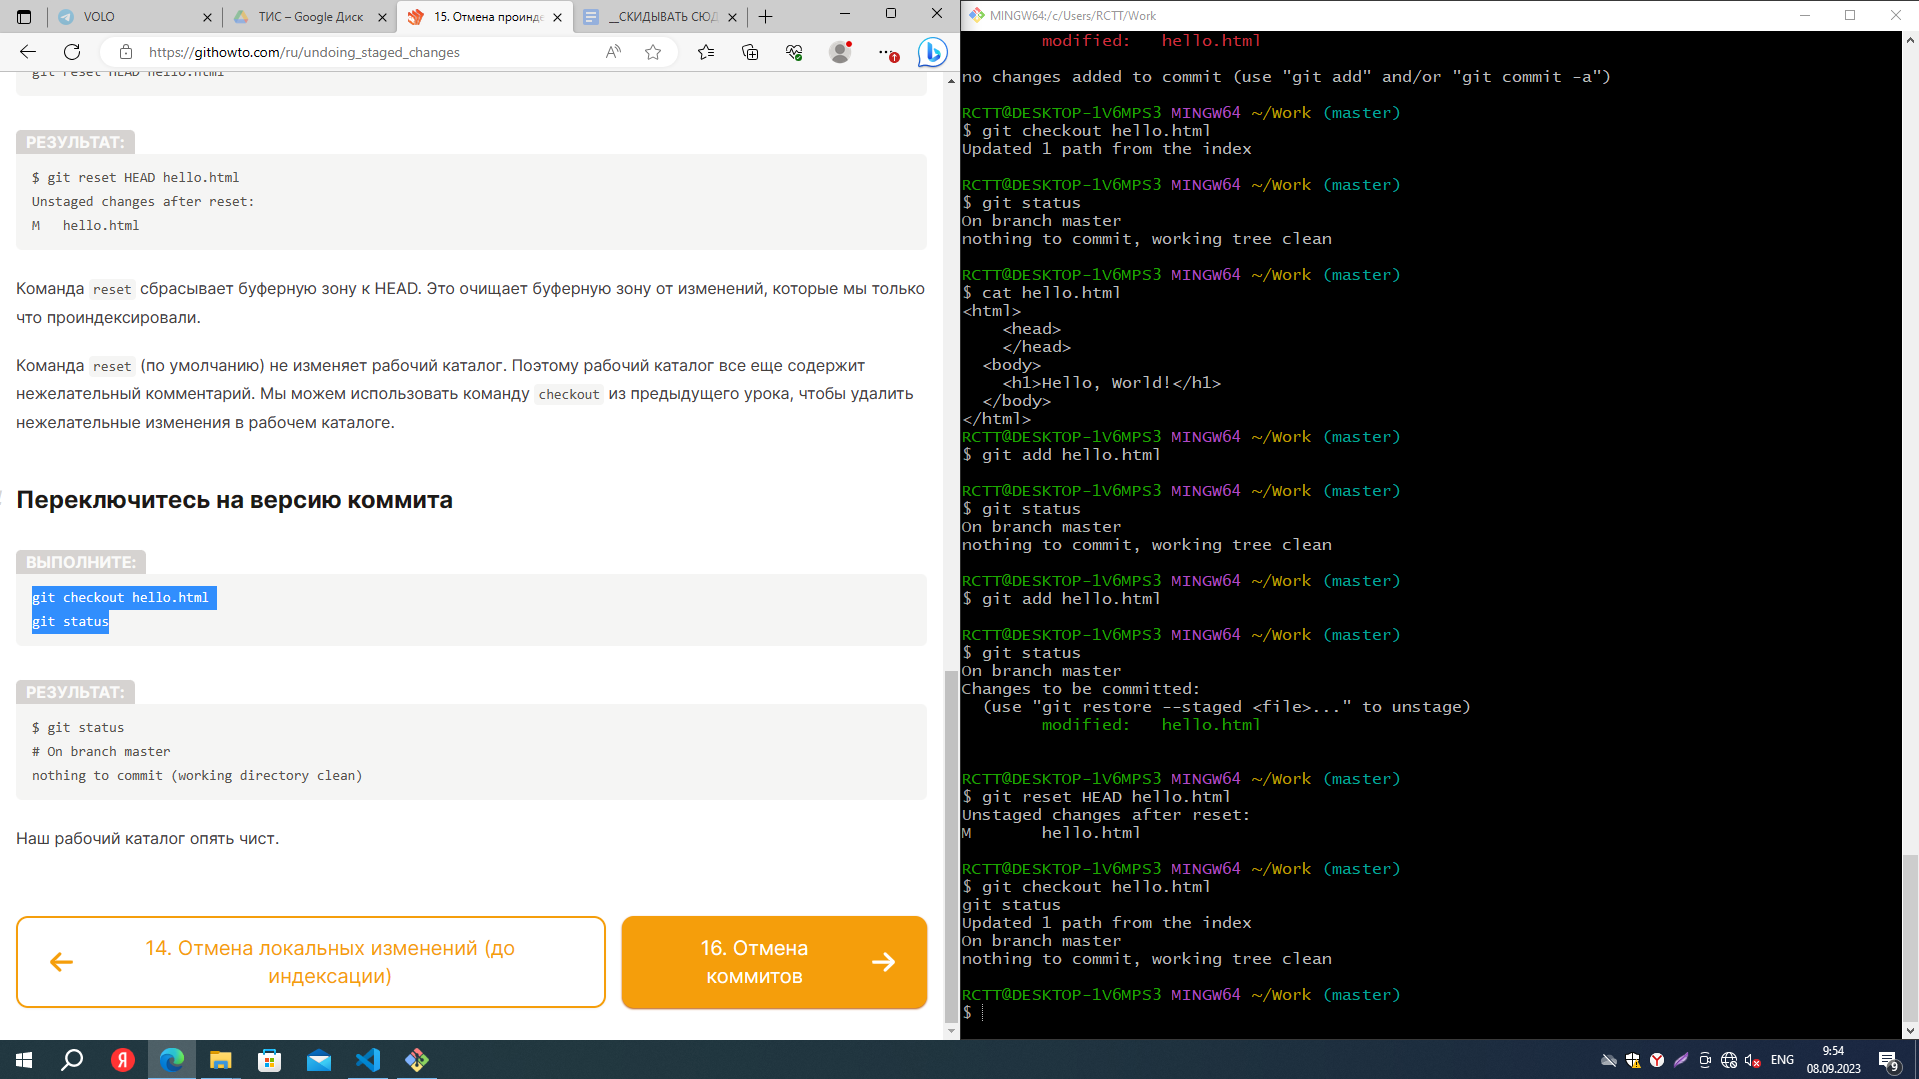 VOLO
ТИС – Google Диск
15. Отмена проинде
__СКИДЫВАТЬ СЮД
https://githowto.com/ru/undoing_staged_changes
git reset HEAD hello.html
РЕЗУЛЬТАТ:
$ git reset HEAD hello.html
Unstaged changes after reset:
M   hello.html
Команда reset сбрасывает буферную зону к HEAD. Это очищает буферную зону от изменений, которые мы только
что проиндексировали.
Команда reset (по умолчанию) не изменяет рабочий каталог. Поэтому рабочий каталог все еще содержит
нежелательный комментарий. Мы можем использовать команду checkout из предыдущего урока, чтобы удалить
нежелательные изменения в рабочем каталоге.
Переключитесь на версию коммита
ВЫПОЛНИТЕ:
git checkout hello.html
git status
РЕЗУЛЬТАТ:
$ git status
# On branch master
nothing to commit (working directory clean)
Наш рабочий каталог опять чист.
14. Отмена локальных изменений (до
индексации)
16. Отмена
коммитов
MINGW64:/c/Users/RCTT/Work
modified:   hello.html
no changes added to commit (use "git add" and/or "git commit -a")
RCTT@DESKTOP-1V6MPS3 MINGW64 ~/Work (master)
$ git checkout hello.html
Updated 1 path from the index
RCTT@DESKTOP-1V6MPS3 MINGW64 ~/Work (master)
$ git status
On branch master
nothing to commit, working tree clean
RCTT@DESKTOP-1V6MPS3 MINGW64 ~/Work (master)
$ cat hello.html
<html>
<head>
</head>
<body>
<h1>Hello, World!</h1>
</body>
</html>
RCTT@DESKTOP-1V6MPS3 MINGW64 ~/Work (master)
$ git add hello.html
RCTT@DESKTOP-1V6MPS3 MINGW64 ~/Work (master)
$ git status
On branch master
nothing to commit, working tree clean
RCTT@DESKTOP-1V6MPS3 MINGW64 ~/Work (master)
$ git add hello.html
RCTT@DESKTOP-1V6MPS3 MINGW64 ~/Work (master)
$ git status
On branch master
Changes to be committed:
(use "git restore --staged <file>..." to unstage)
modified:   hello.html
RCTT@DESKTOP-1V6MPS3 MINGW64 ~/Work (master)
$ git reset HEAD hello.html
Unstaged changes after reset:
M       hello.html
RCTT@DESKTOP-1V6MPS3 MINGW64 ~/Work (master)
$ git checkout hello.html
git status
Updated 1 path from the index
On branch master
nothing to commit, working tree clean
RCTT@DESKTOP-1V6MPS3 MINGW64 ~/Work (master)
$
ENG
9:54
08.09.2023
9